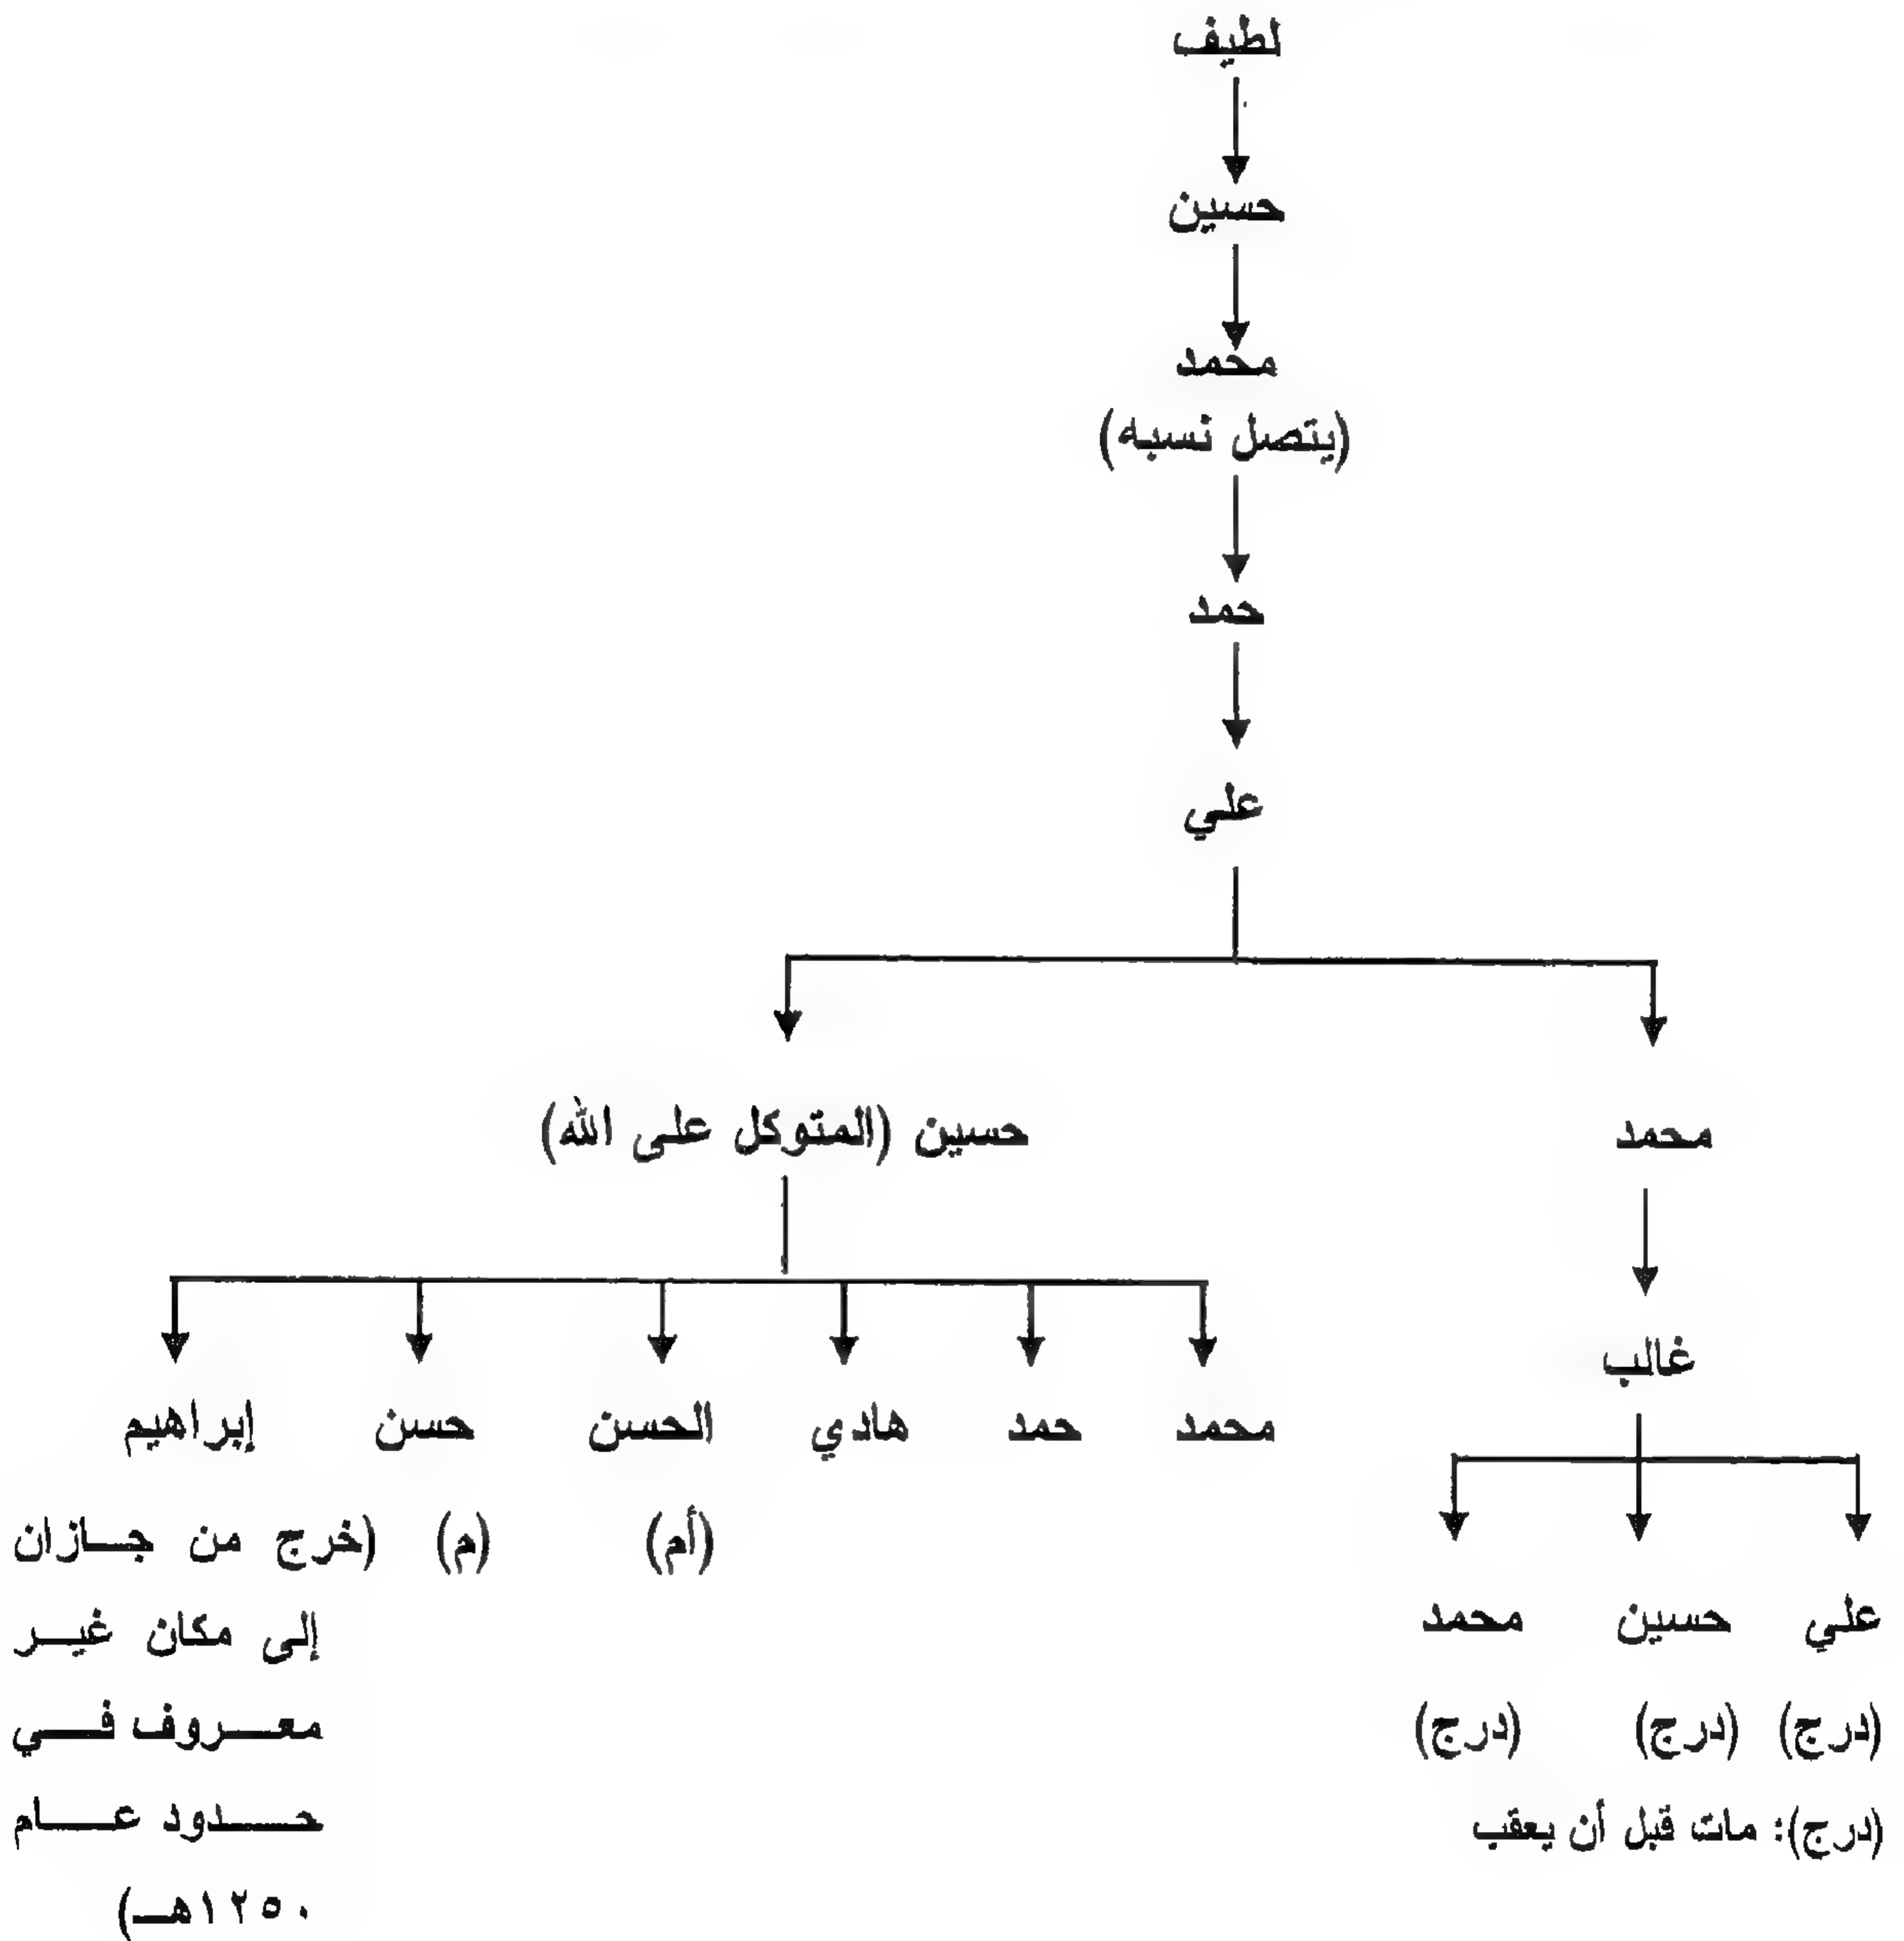 لطيف
حسين
محمد
(يتصل نسبه)
حمد
علي
محمد
حسين (المتوكل على الله)
غالب
محمد
حمد
هادي
الحسن
حسن
إبراهيم
(أم)
(م)
(خرج من جازان
إلى مكان غير
معروف في
حدود عام
١٢٥٠هـ)
علي
حسين
محمد
(درج)
(درج)
(درج)
(درج): مات قبل أن يعقب